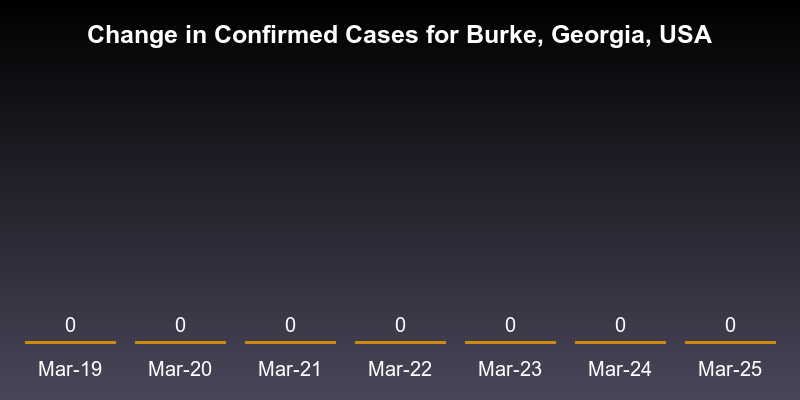 Change in Confirmed Cases for Burke, Georgia, USA
0 0 0 0 0 0 0
Mar-19 Mar-20 Mar-21 Mar-22 Mar-23 Mar-24 Mar-25